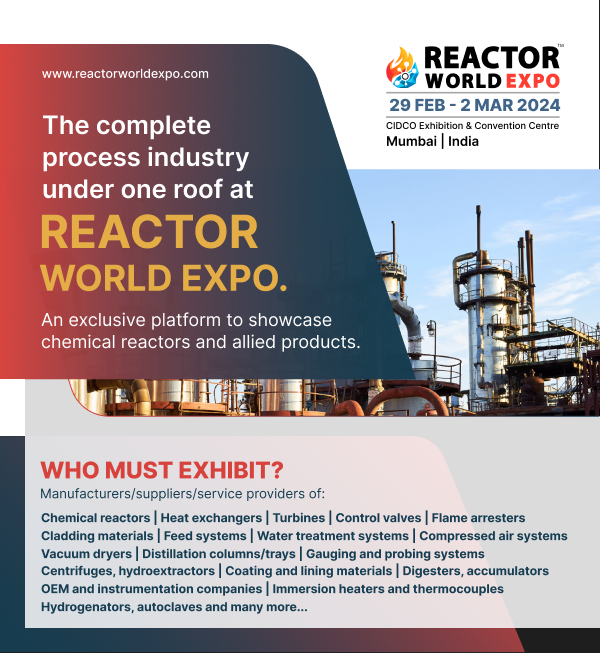 www.reactorworldexpo.com
REACTOR™
WORLD EXPO
29 FEB - 2 MAR 2024
CIDCO Exhibition & Convention Centre
Mumbai | India
The complete
process industry
under one roof at
REACTOR
WORLD EXPO.
An exclusive platform to showcase
chemical reactors and allied products.
WHO MUST EXHIBIT?
Manufacturers/suppliers/service providers of:
Chemical reactors | Heat exchangers | Turbines | Control valves | Flame arresters
Cladding materials | Feed systems | Water treatment systems | Compressed air systems
Vacuum dryers | Distillation columns/trays | Gauging and probing systems
Centrifuges, hydroextractors | Coating and lining materials | Digesters, accumulators
OEM and instrumentation companies | Immersion heaters and thermocouples
Hydrogenators, autoclaves and many more...